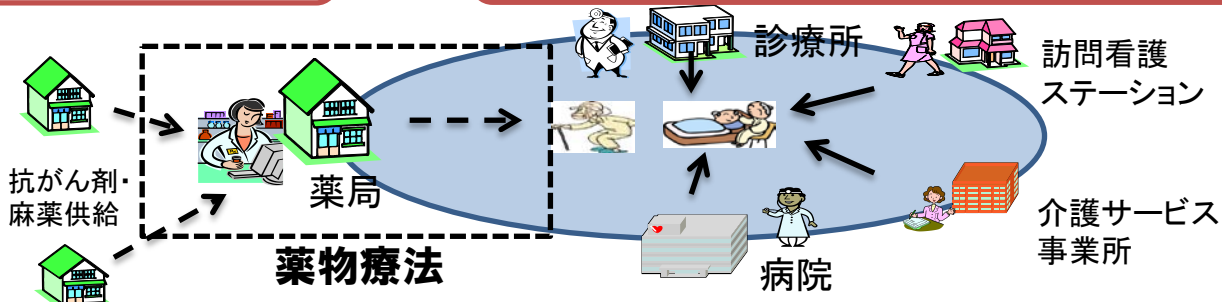 診療所
訪問看護
ステーション
抗がん剤・
麻薬供給
薬局
薬物療法
病院
介護サービス
事業所